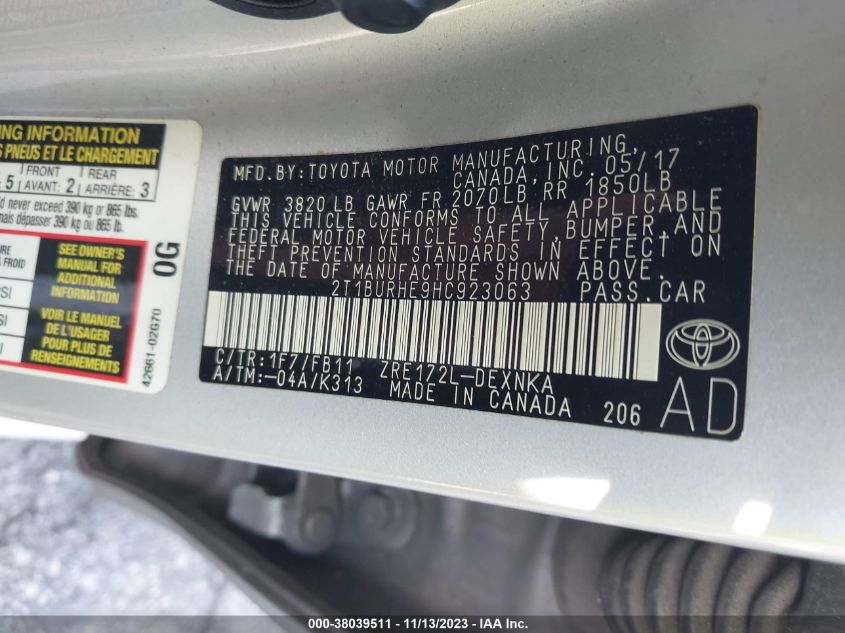 NG INFORMATION
S PNEUS ET LE CHARGEMENT
5 FRONT AVANT: 2 REAR ARRIÈRE: 3
d never exceed 390 kg or 865 lbs.
mais dépasser 390 kg ou 865 lb.
SEE OWNER'S
MANUAL FOR
ADDITIONAL
INFORMATION
VOIR LE MANUEL
DE L'USAGER
POUR PLUS DE
RENSEIGNEMENTS
À FROID
0G
42661-02G70
MFD.BY:TOYOTA MOTOR MANUFACTURING,
CANADA, INC. 05/17
GVWR 3820 LB GAWR FR 2070LB, RR 1850LB
THIS VEHICLE CONFORMS TO ALL APPLICABLE
FEDERAL MOTOR VEHICLE SAFETY, BUMPER, AND
THEFT PREVENTION STANDARDS IN EFFECT ON
THE DATE OF MANUFACTURE SHOWN ABOVE.
2T1BURHE9HC923063 PASS.CAR
C/TR:1F7/FB11 ZRE172L-DEXNKA
A/TM:-04A/K313 MADE IN CANADA 206
AD
000-38039511 - 11/13/2023 - IAA Inc.